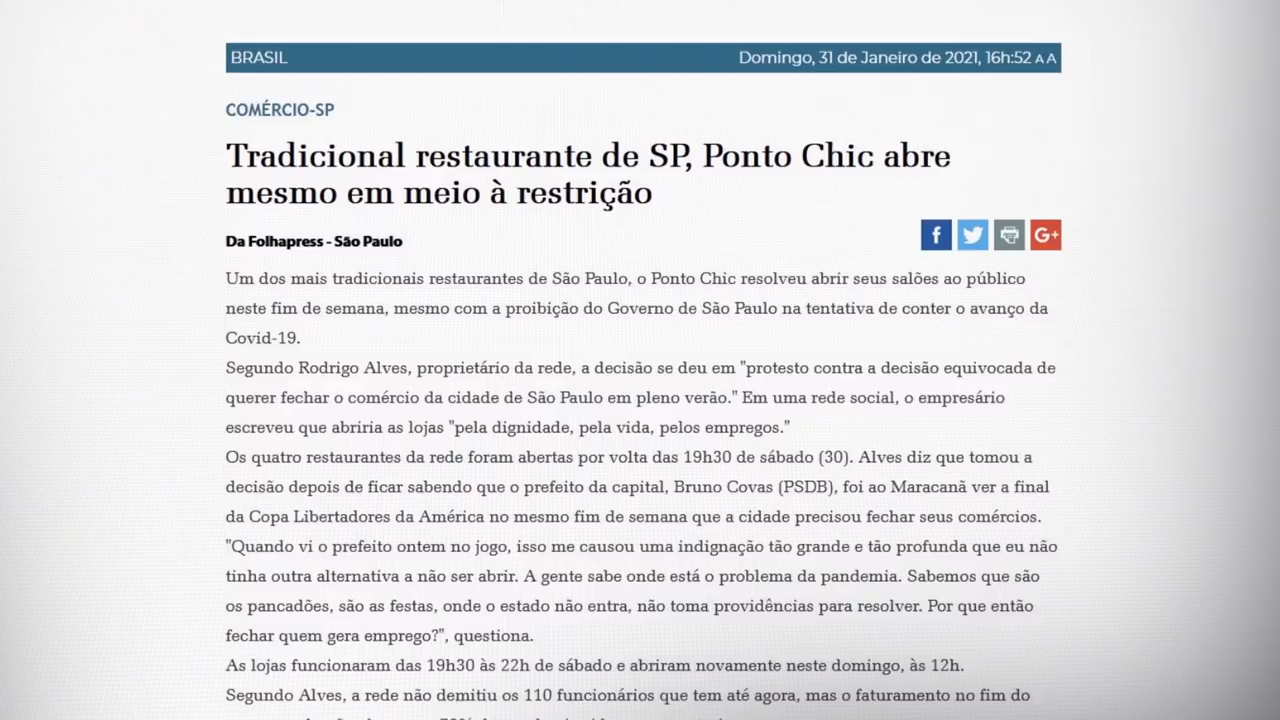 BRASIL
Domingo, 31 de Janeiro de 2021, 16h:52 A A
COMÉRCIO-SP
Tradicional restaurante de SP, Ponto Chic abre
mesmo em meio à restrição
Da Folhapress - São Paulo
f
G+
Um dos mais tradicionais restaurantes de São Paulo, o Ponto Chic resolveu abrir seus salões ao público
neste fim de semana, mesmo com a proibição do Governo de São Paulo na tentativa de conter o avanço da
Covid-19.
Segundo Rodrigo Alves, proprietário da rede, a decisão se deu em "protesto contra a decisão equivocada de
querer fechar o comércio da cidade de São Paulo em pleno verão." Em uma rede social, o empresário
escreveu que abriria as lojas "pela dignidade, pela vida, pelos empregos."
Os quatro restaurantes da rede foram abertas por volta das 19h30 de sábado (30). Alves diz que tomou a
decisão depois de ficar sabendo que o prefeito da capital, Bruno Covas (PSDB), foi ao Maracanã ver a final
da Copa Libertadores da América no mesmo fim de semana que a cidade precisou fechar seus comércios.
"Quando vi o prefeito ontem no jogo, isso me causou uma indignação tão grande e tão profunda que eu não
tinha outra alternativa a não ser abrir. A gente sabe onde está o problema da pandemia. Sabemos que são
os pancadões, são as festas, onde o estado não entra, não toma providências para resolver. Por que então
fechar quem gera emprego?", questiona.
As lojas funcionaram das 19h30 às 22h de sábado e abriram novamente neste domingo, às 12h.
Segundo Alves, a rede não demitiu os 110 funcionários que tem até agora, mas o faturamento no fim do